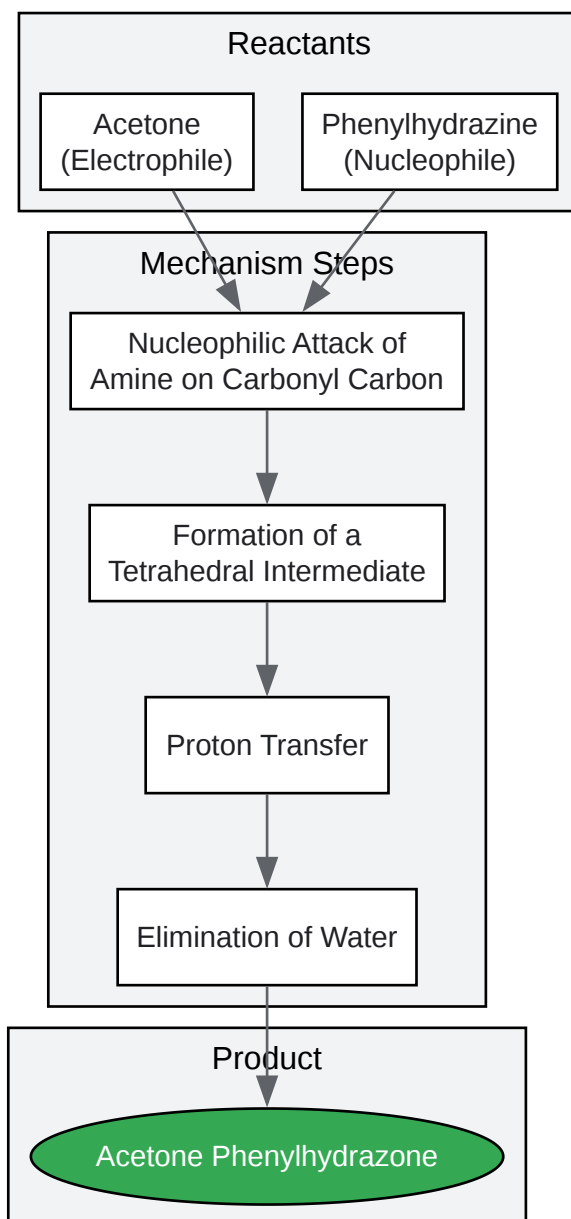 Reactants
Acetone
(Electrophile)
Phenylhydrazine
(Nucleophile)
Mechanism Steps
Nucleophilic Attack of
Amine on Carbonyl Carbon
Formation of a
Tetrahedral Intermediate
Proton Transfer
Elimination of Water
Product
Acetone Phenylhydrazone